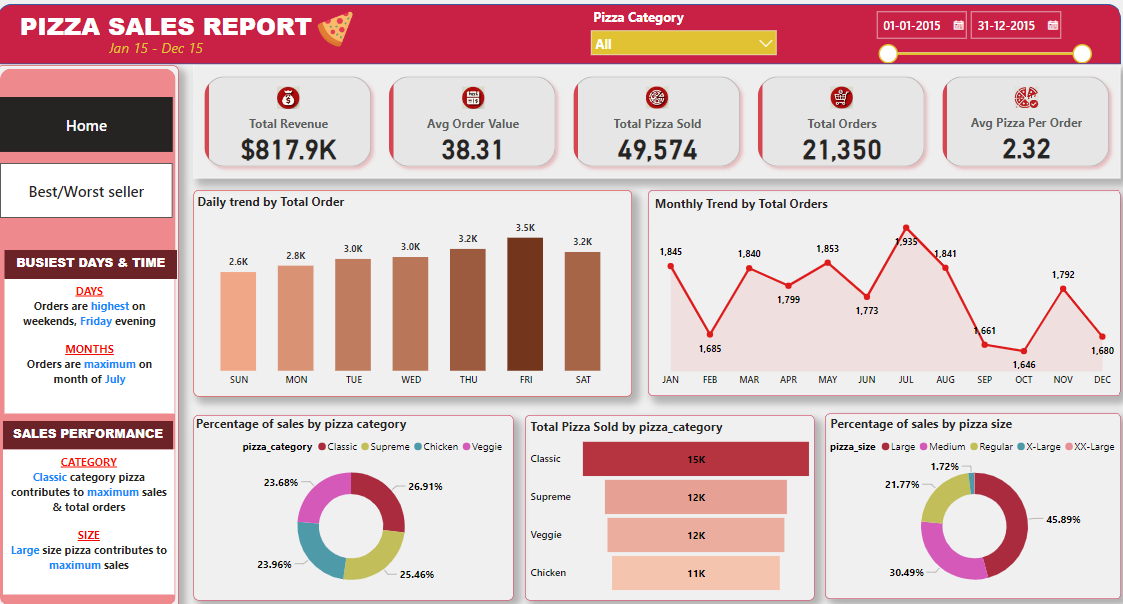 PIZZA SALES REPORT
Jan 15 - Dec 15
Pizza Category
All
01-01-2015
31-12-2015
Home
Best/Worst seller
BUSIEST DAYS & TIME
DAYS
Orders are highest on
weekends, Friday evening
MONTHS
Orders are maximum on
month of July
SALES PERFORMANCE
CATEGORY
Classic category pizza
contributes to maximum sales
& total orders
SIZE
Large size pizza contributes to
maximum sales
Total Revenue
$817.9K
Avg Order Value
38.31
Total Pizza Sold
49,574
Total Orders
21,350
Avg Pizza Per Order
2.32
Daily trend by Total Order
2.6K
2.8K
3.0K
3.0K
3.2K
3.5K
3.2K
SUN
MON
TUE
WED
THU
FRI
SAT
Monthly Trend by Total Orders
1,845
1,685
1,840
1,799
1,853
1,773
1,935
1,841
1,661
1,646
1,792
1,680
JAN
FEB
MAR
APR
MAY
JUN
JUL
AUG
SEP
OCT
NOV
DEC
Percentage of sales by pizza category
pizza_category Classic Supreme Chicken Veggie
23.68%
26.91%
23.96%
25.46%
Total Pizza Sold by pizza_category
Classic 15K
Supreme 12K
Veggie 12K
Chicken 11K
Percentage of sales by pizza size
pizza_size Large Medium Regular X-Large XX-Large
1.72%
21.77%
45.89%
30.49%